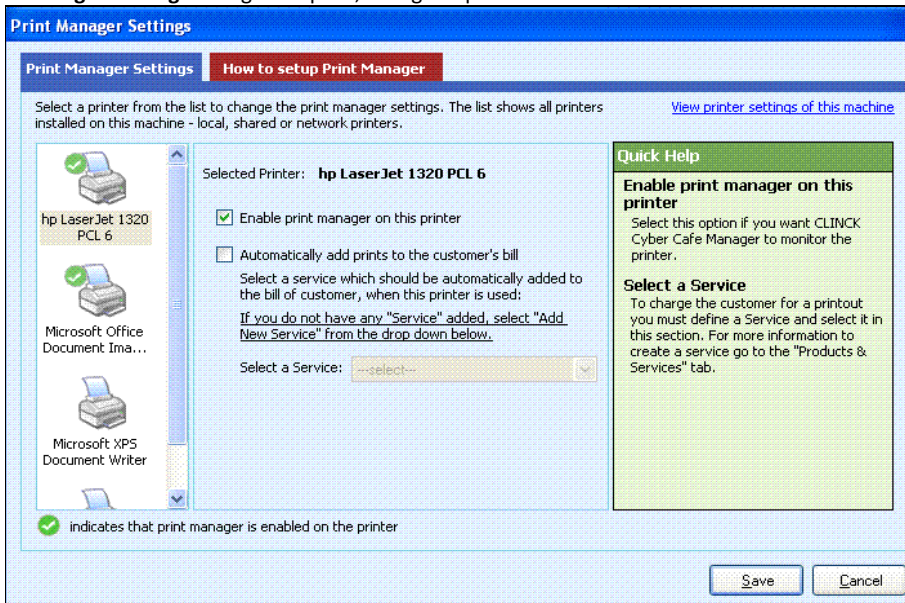 Print Manager Settings
Print Manager Settings
How to setup Print Manager
Select a printer from the list to change the print manager settings. The list shows all printers
installed on this machine - local, shared or network printers.
View printer settings of this machine
hp LaserJet 1320
PCL 6
Microsoft Office
Document Ima...
Microsoft XPS
Document Writer
Selected Printer: hp LaserJet 1320 PCL 6
Enable print manager on this printer
Automatically add prints to the customer's bill
Select a service which should be automatically added to
the bill of customer, when this printer is used:
If you do not have any "Service" added, select "Add
New Service" from the drop down below.
Select a Service: ---select---
Quick Help
Enable print manager on this
printer
Select this option if you want CLINCK
Cyber Cafe Manager to monitor the
printer.
Select a Service
To charge the customer for a printout
you must define a Service and select it in
this section. For more information to
create a service go to the "Products &
Services" tab.
indicates that print manager is enabled on the printer
Save
Cancel